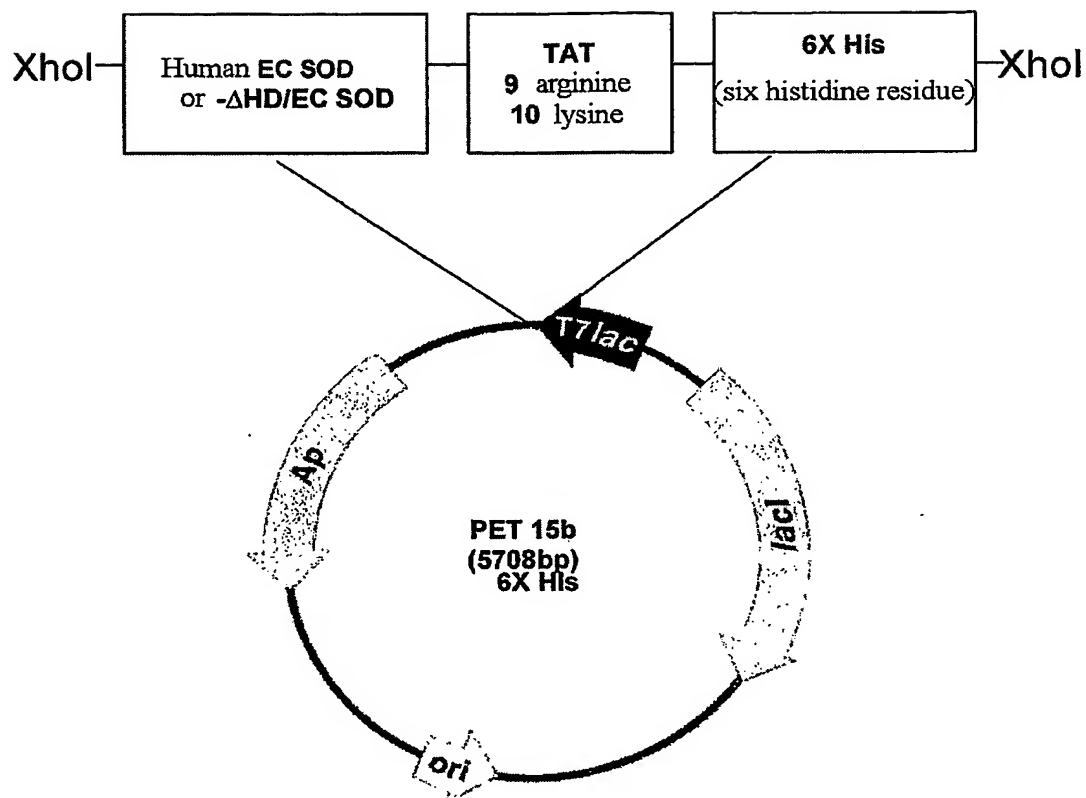 XhoI
Human EC SOD
or -ΔHD/EC SOD
TAT
9 arginine
10 lysine
6X His
(six histidine residue)
XhoI
T7lac
Ap
lacI
PET 15b
(5708bp)
6X His
ori